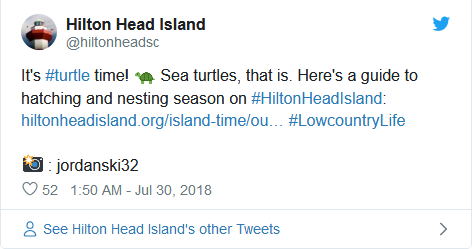 Hilton Head Island
@hiltonheadsc
It's #turtle time! 🐢 Sea turtles, that is. Here's a guide to
hatching and nesting season on #HiltonHeadIsland:
hiltonheadisland.org/island-time/ou… #LowcountryLife
📸 : jordanski32
52 1:50 AM - Jul 30, 2018
See Hilton Head Island's other Tweets